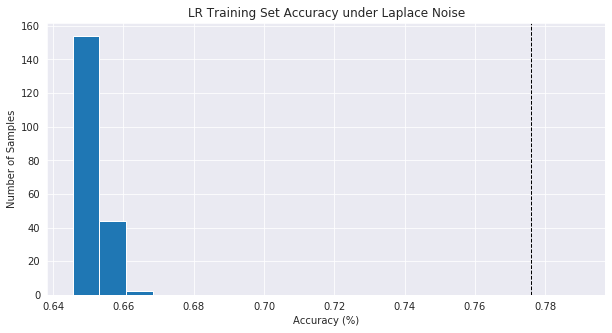 LR Training Set Accuracy under Laplace Noise
Number of Samples
160
140
120
100
80
60
40
20
0
0.64 0.66 0.68 0.70 0.72 0.74 0.76 0.78
Accuracy (%)